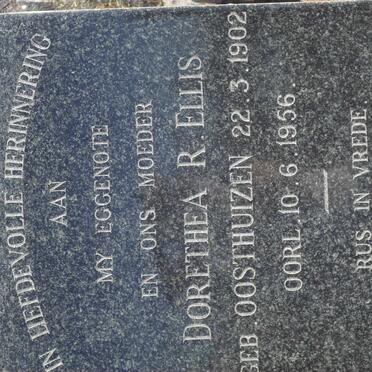 IN LIEFDEVOLLE HERINNERING
AAN
MY EGGENOTE
EN ONS MOEDER
DORETHEA R. ELLIS
GEB. OOSTHUIZEN 22.3.1902
OORL. 10.6.1956.
RUS IN VREDE.